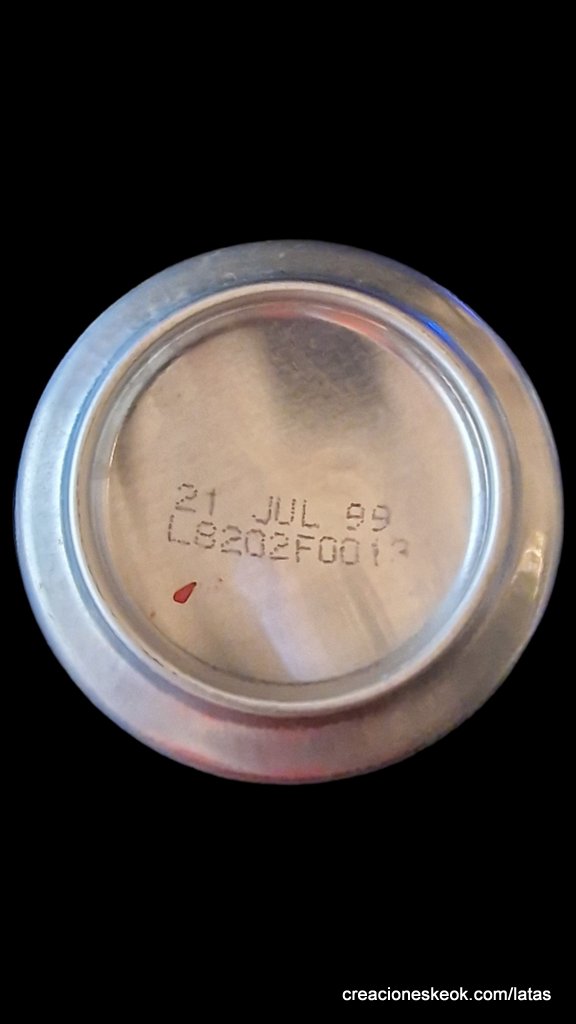 21 JUL 99
L8202F0013
creacioneskeok.com/latas